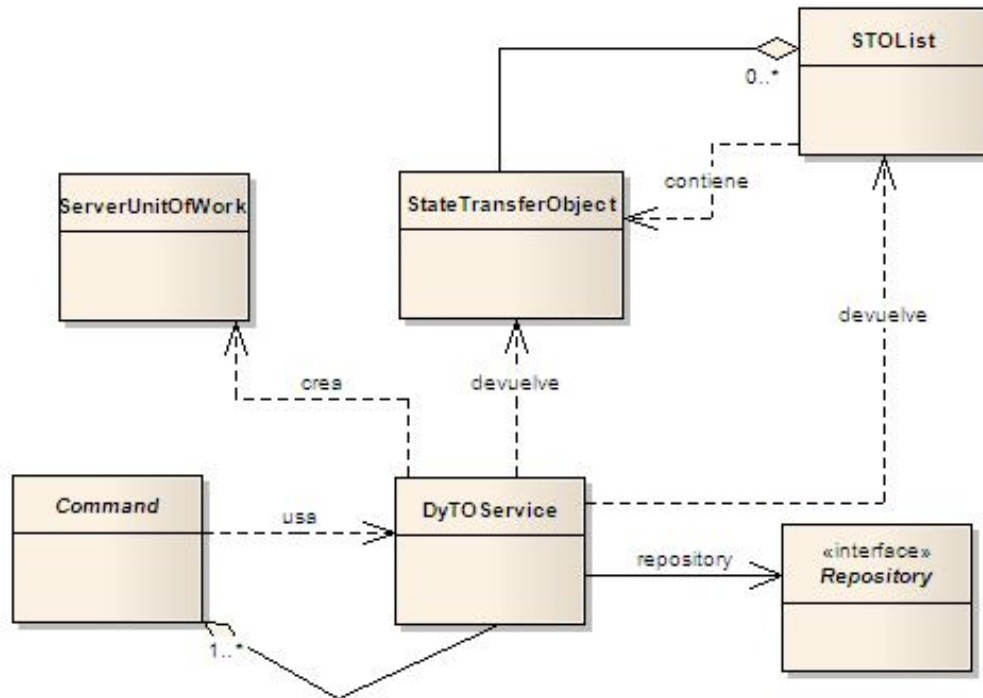 STOList
0..*
contiene
ServerUnitOfWork
StateTransferObject
devuelve
crea
devuelve
Command
usa
DyTOService
repository
«interface»
Repository
1..*